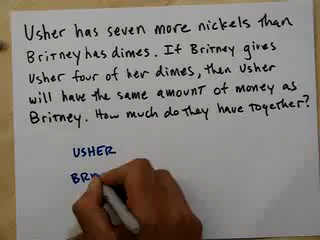 Usher has seven more nickels than
Britney has dimes. If Britney gives
Usher four of her dimes, then Usher
will have the same amount of money as
Britney. How much do they have together?
USHER
BRI